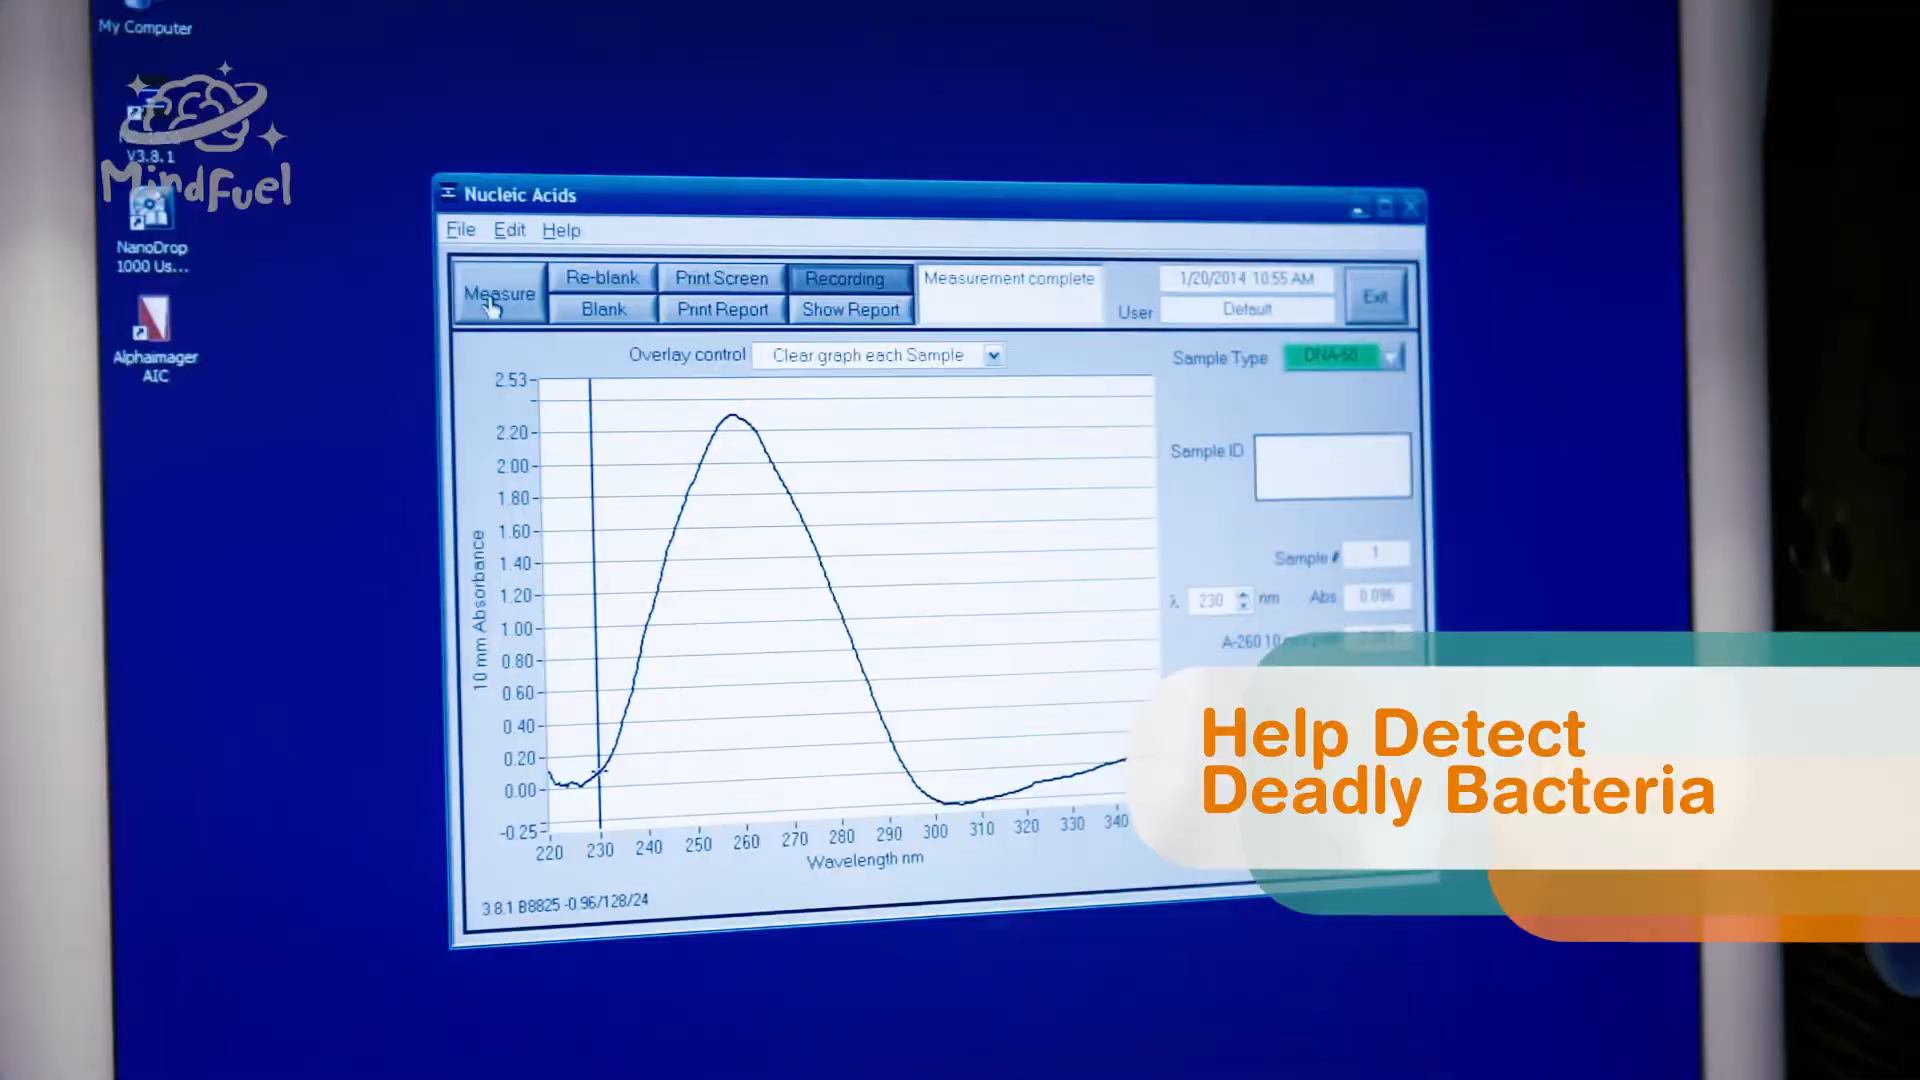 My Computer
V3.8.1
MindFuel
NanoDrop
1000 Us...
Alphaimager
AIC
Nucleic Acids
File Edit Help
Measure
Re-blank
Print Screen
Recording
Measurement complete
1/20/2014 10:55 AM
Exit
Blank
Print Report
Show Report
User
Default
Overlay control
Clear graph each Sample
Sample Type
DNA-50
Sample ID
Sample #
1
λ 230 nm Abs 0.096
A-260 10
10 mm Absorbance
2.53
2.20
2.00
1.80
1.60
1.40
1.20
1.00
0.80
0.60
0.40
0.20
0.00
-0.25
220 230 240 250 260 270 280 290 300 310 320 330 340
Wavelength nm
3.8.1 B8825 -0.96/128/24
Help Detect
Deadly Bacteria